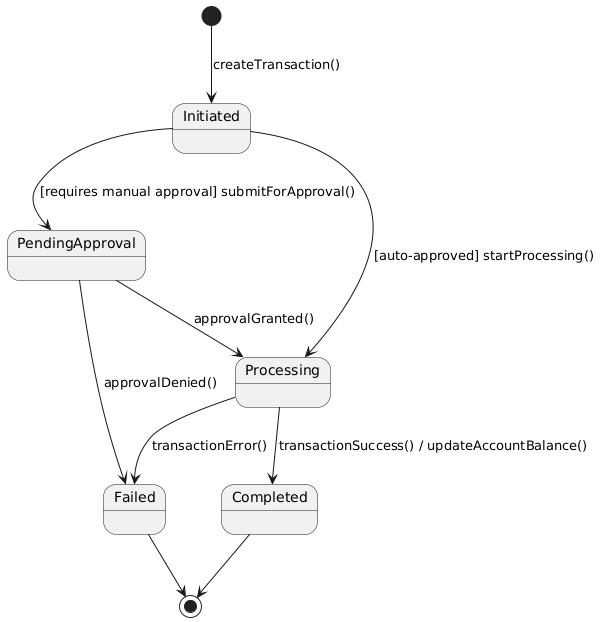 createTransaction()
Initiated
[requires manual approval] submitForApproval()
PendingApproval
[auto-approved] startProcessing()
approvalGranted()
Processing
approvalDenied()
transactionError()
transactionSuccess() / updateAccountBalance()
Failed
Completed